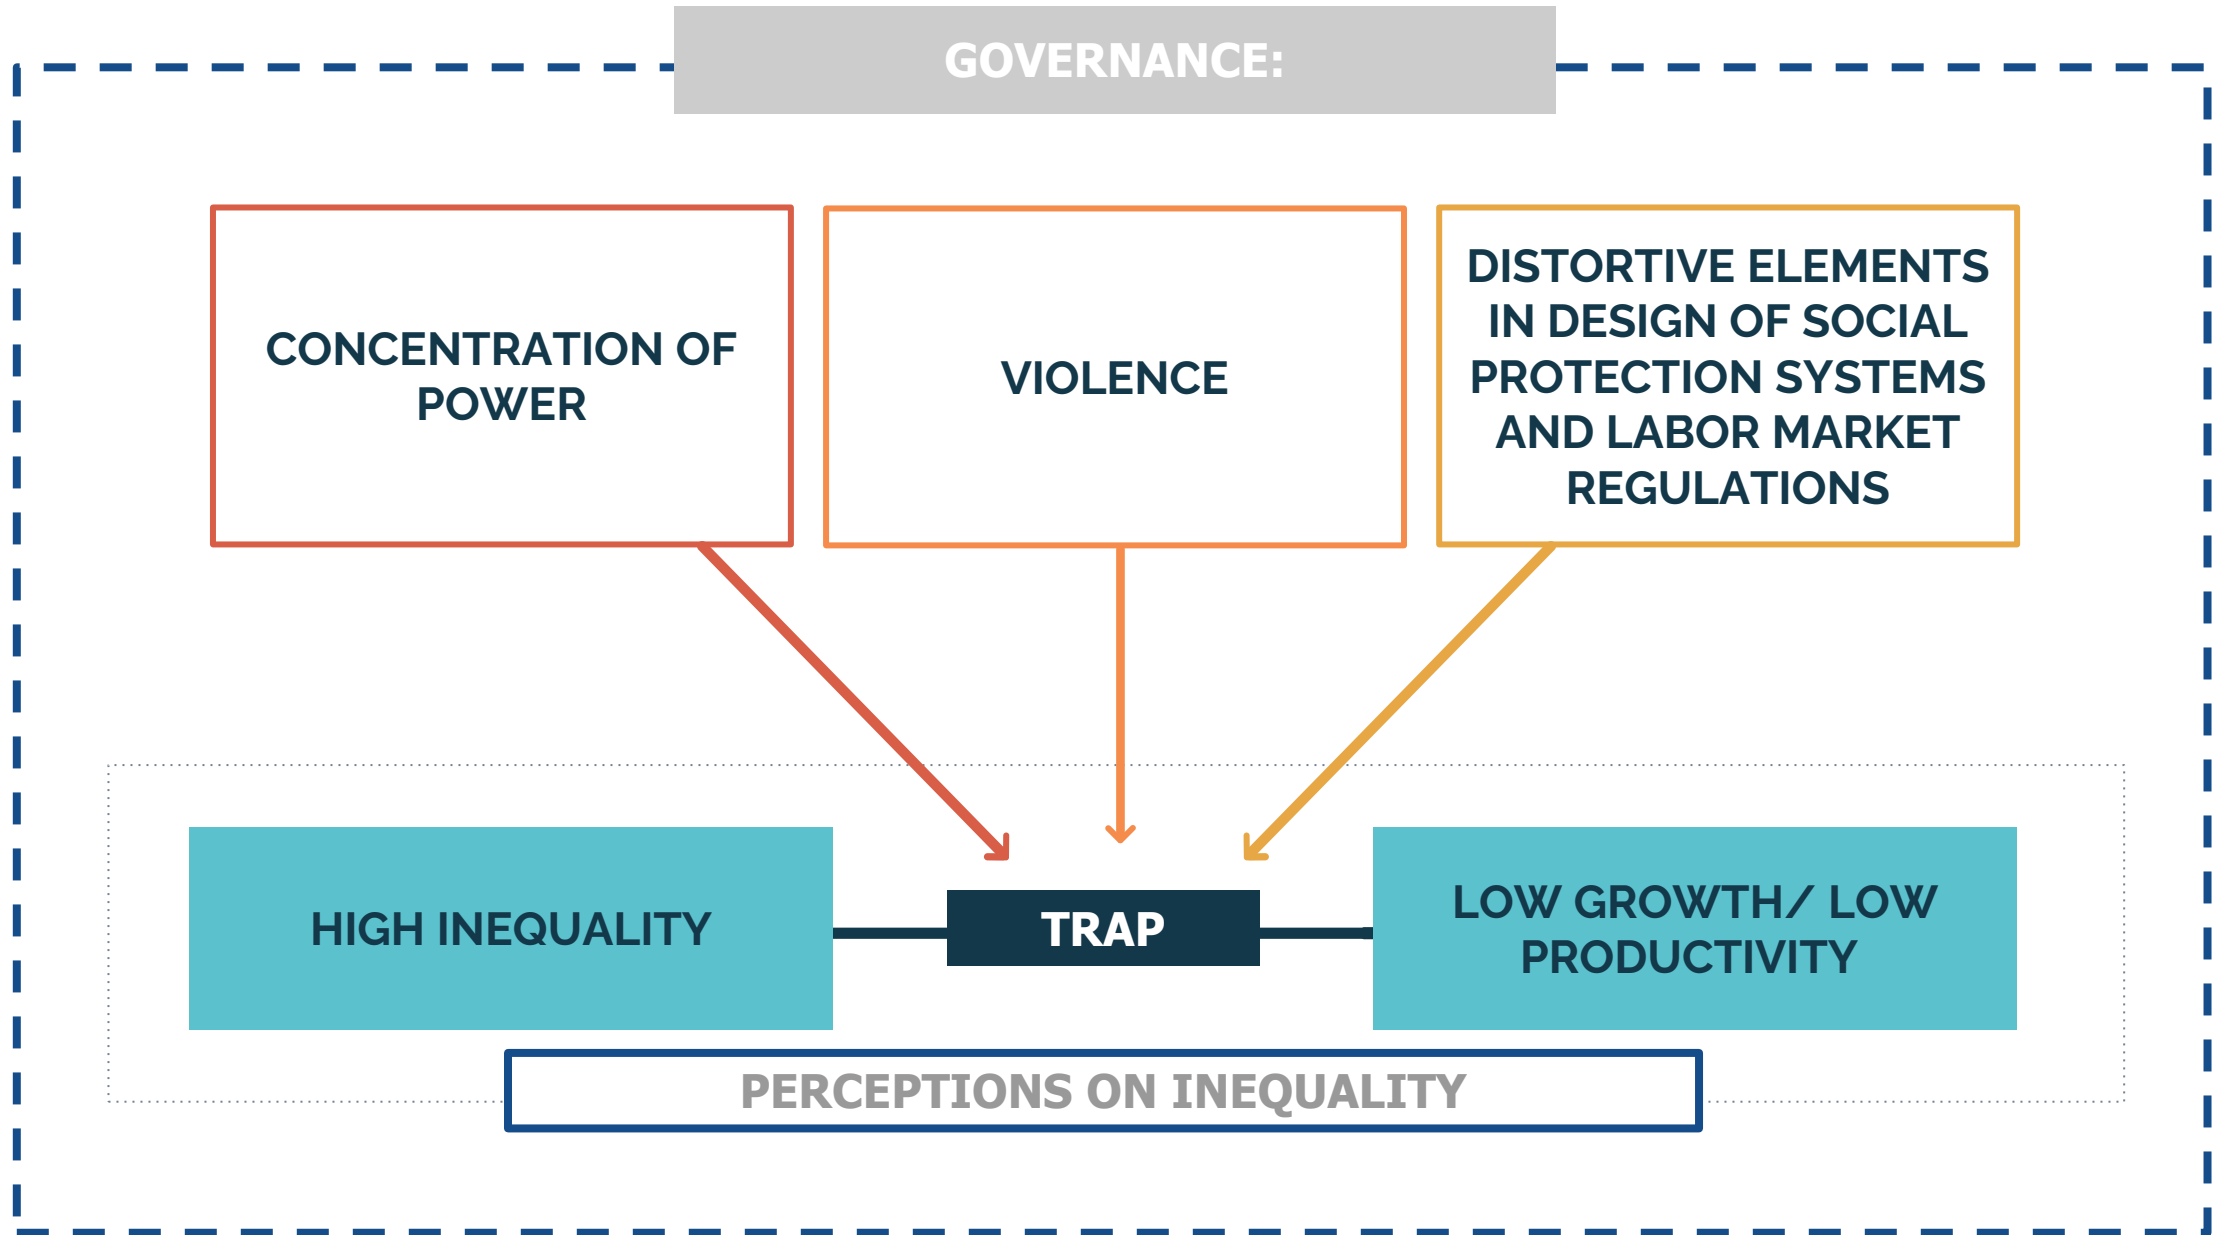 GOVERNANCE:
CONCENTRATION OF
POWER
VIOLENCE
DISTORTIVE ELEMENTS
IN DESIGN OF SOCIAL
PROTECTION SYSTEMS
AND LABOR MARKET
REGULATIONS
HIGH INEQUALITY
TRAP
LOW GROWTH/ LOW
PRODUCTIVITY
PERCEPTIONS ON INEQUALITY